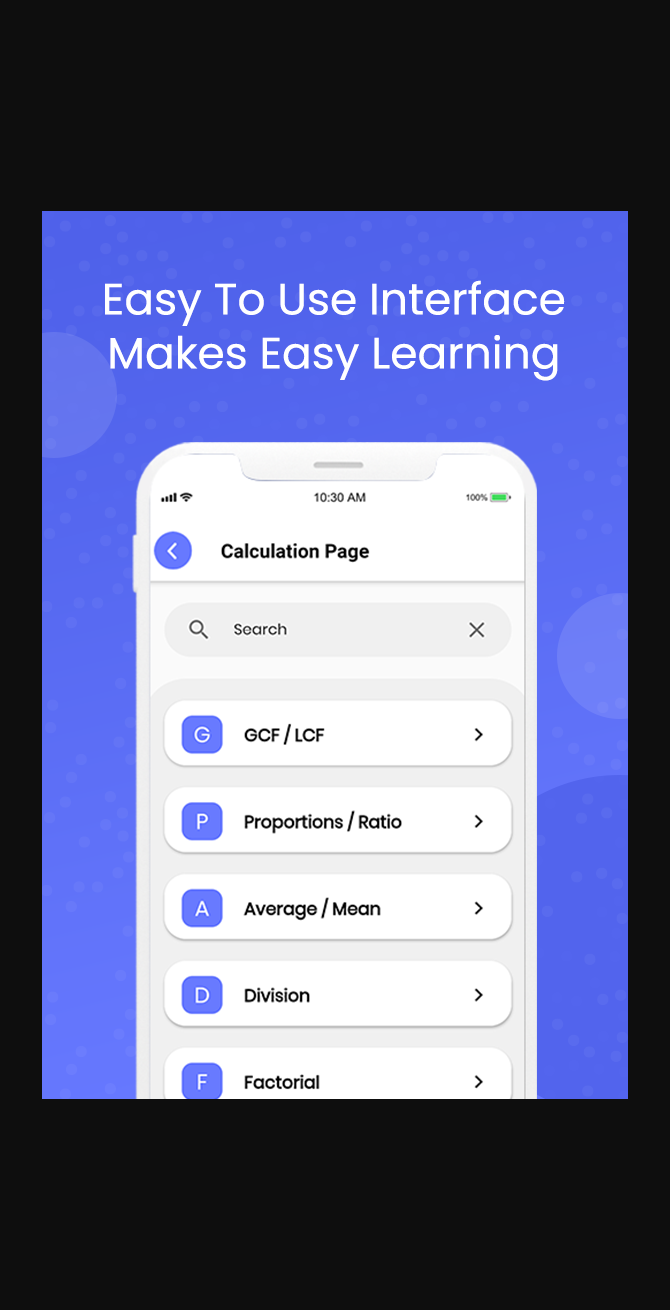 Easy To Use Interface
Makes Easy Learning
10:30 AM
100%
Calculation Page
Search
G GCF / LCF
P Proportions / Ratio
A Average / Mean
D Division
F Factorial